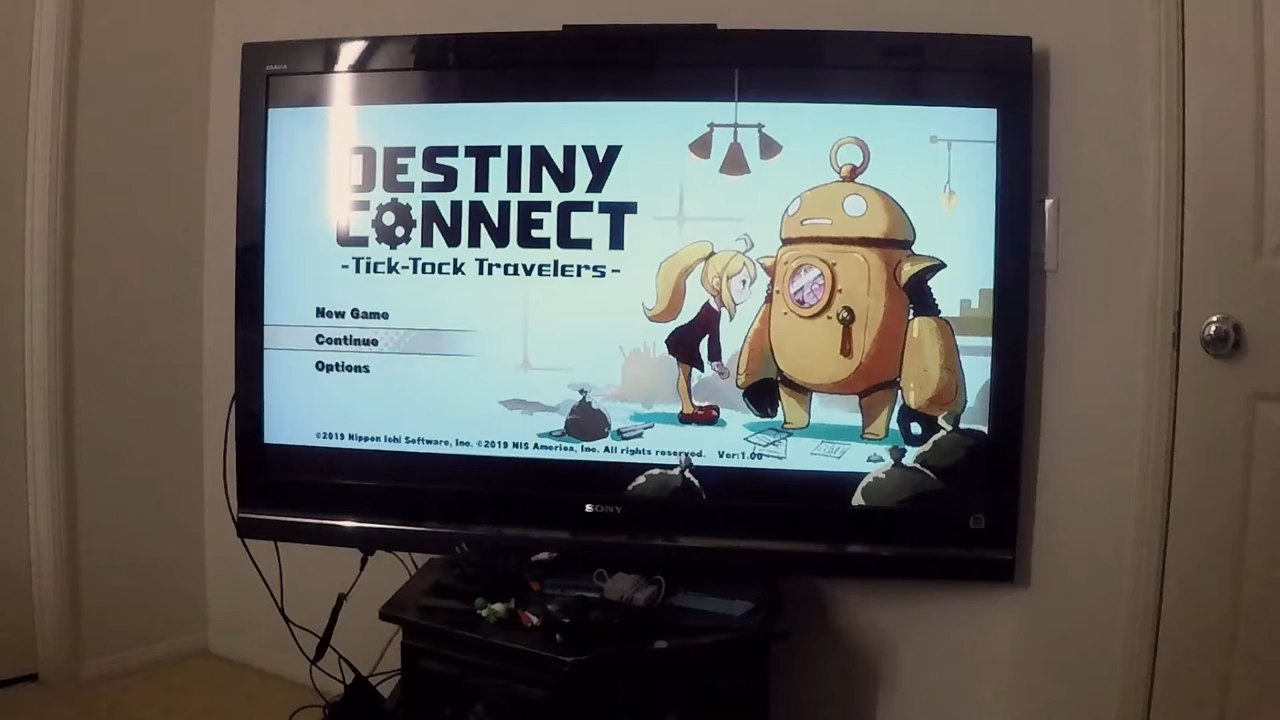 BRAVIA
DESTINY
CONNECT
-Tick-Tock Travelers-
New Game
Continue
Options
©2019 Nippon Ichi Software, Inc. ©2019 NIS America, Inc. All rights reserved. Ver:1.00
SONY